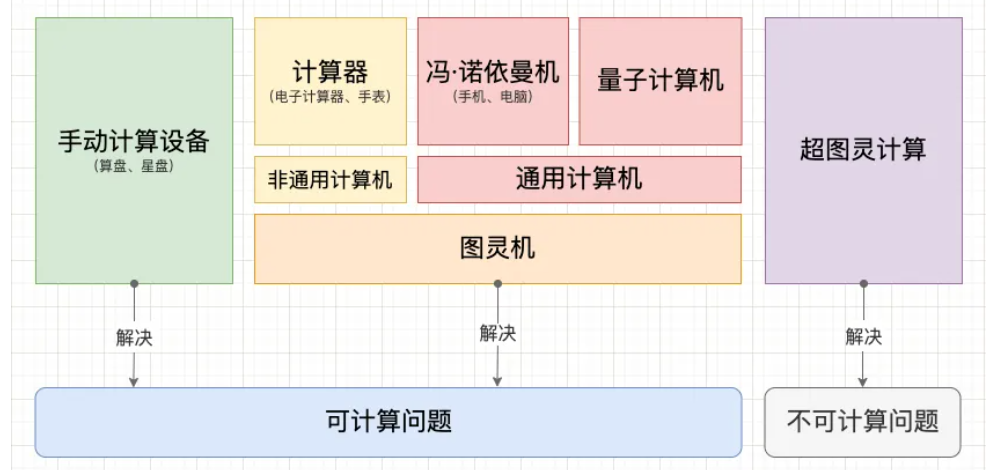 手动计算设备
(算盘、星盘)
计算器
(电子计算器、手表)
冯·诺依曼机
(手机、电脑)
量子计算机
非通用计算机
通用计算机
图灵机
超图灵计算
解决
解决
解决
可计算问题
不可计算问题